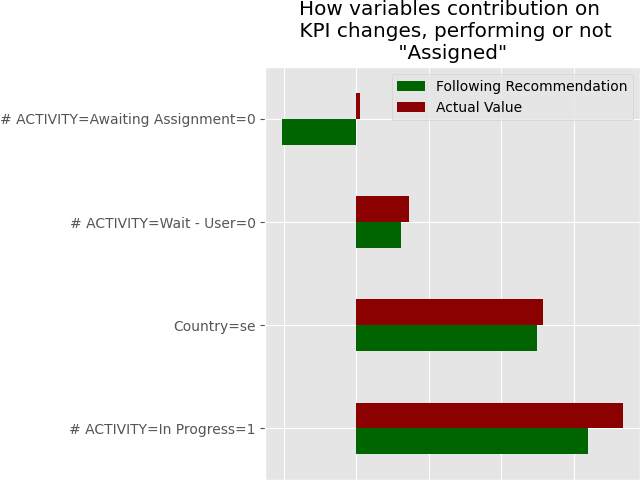 How variables contribution on
KPI changes, performing or not
"Assigned"
Following Recommendation
Actual Value
# ACTIVITY=Awaiting Assignment=0
# ACTIVITY=Wait - User=0
Country=se
# ACTIVITY=In Progress=1